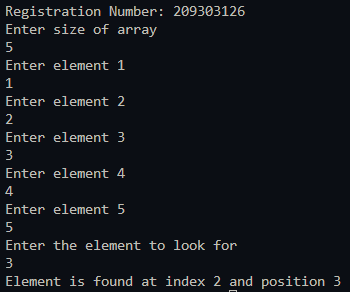 Registration Number: 209303126
Enter size of array
5
Enter element 1
1
Enter element 2
2
Enter element 3
3
Enter element 4
4
Enter element 5
5
Enter the element to look for
3
Element is found at index 2 and position 3